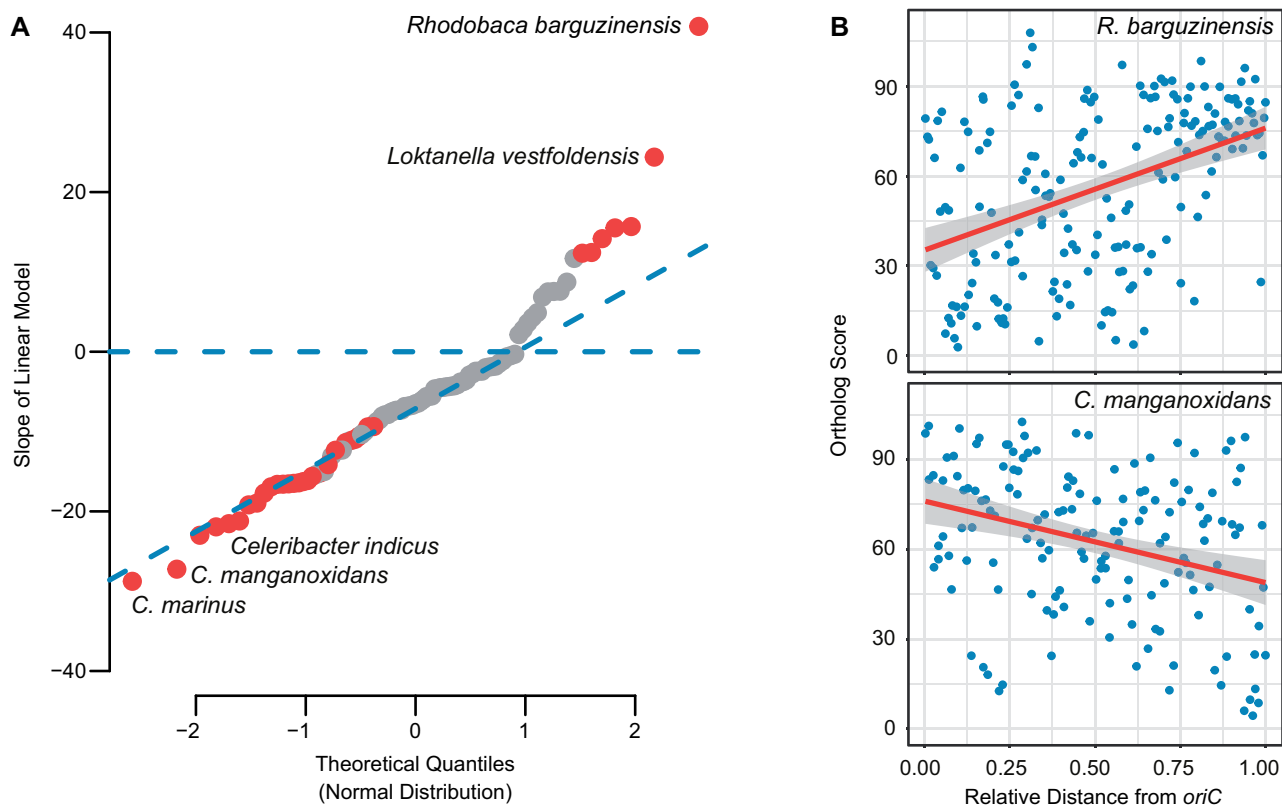 A
40
20
0
−20
−40
Slope of Linear Model
Rhodobaca barguzinensis
Loktanella vestfoldensis
Celeribacter indicus
C. manganoxidans
C. marinus
−2 −1 0 1 2
Theoretical Quantiles
(Normal Distribution)
B
R. barguzinensis
90
60
30
0
Ortholog Score
C. manganoxidans
90
60
30
0
0.00 0.25 0.50 0.75 1.00
Relative Distance from oriC